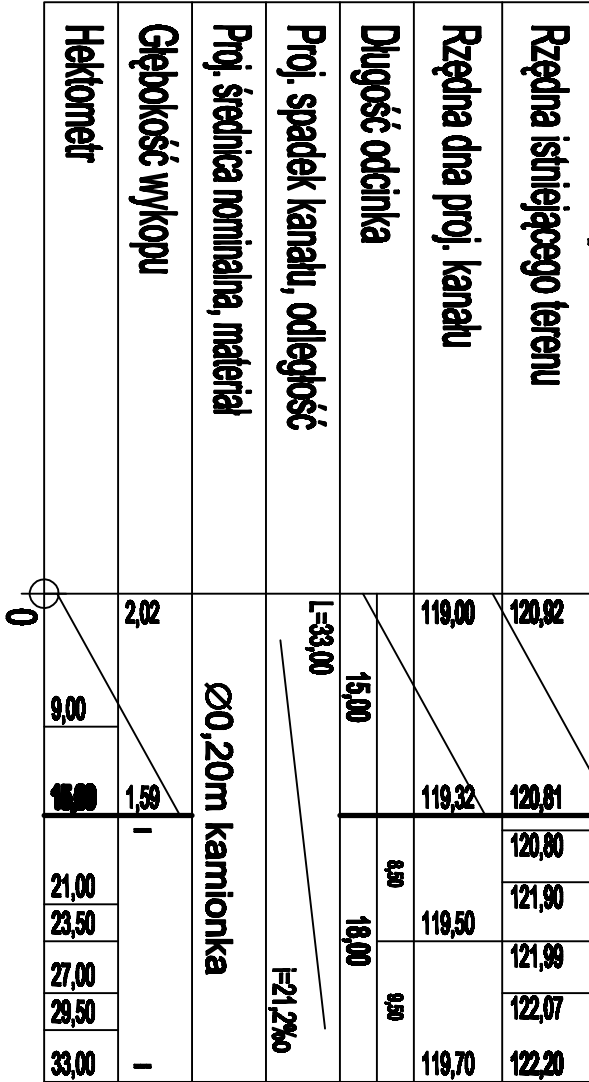 Rzędna istniejącego terenu
120,92
120,81
120,80
121,90
121,99
122,07
122,20
Rzędna dna proj. kanału
119,00
119,32
119,50
119,70
Długość odcinka
15,00
18,00
8,50
9,50
Proj. spadek kanału, odległość
L=33,00
i=21,2‰
Proj. średnica nominalna, materiał
Ø0,20m kamionka
Głębokość wykopu
2,02
1,59
–
–
Hektometr
0
9,00
21,00
23,50
27,00
29,50
33,00